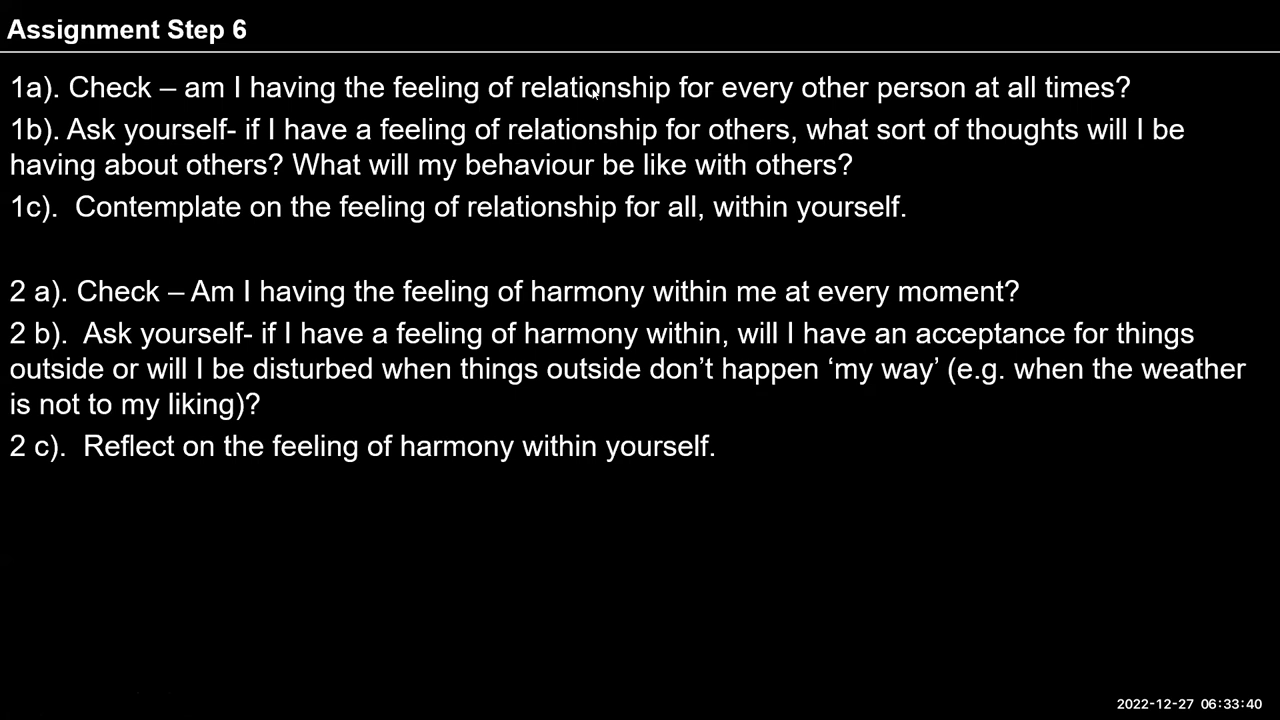 Assignment Step 6
1a). Check – am I having the feeling of relationship for every other person at all times?
1b). Ask yourself- if I have a feeling of relationship for others, what sort of thoughts will I be
having about others? What will my behaviour be like with others?
1c).  Contemplate on the feeling of relationship for all, within yourself.
2 a). Check – Am I having the feeling of harmony within me at every moment?
2 b).  Ask yourself- if I have a feeling of harmony within, will I have an acceptance for things
outside or will I be disturbed when things outside don’t happen ‘my way’ (e.g. when the weather
is not to my liking)?
2 c).  Reflect on the feeling of harmony within yourself.
2022-12-27 06:33:40